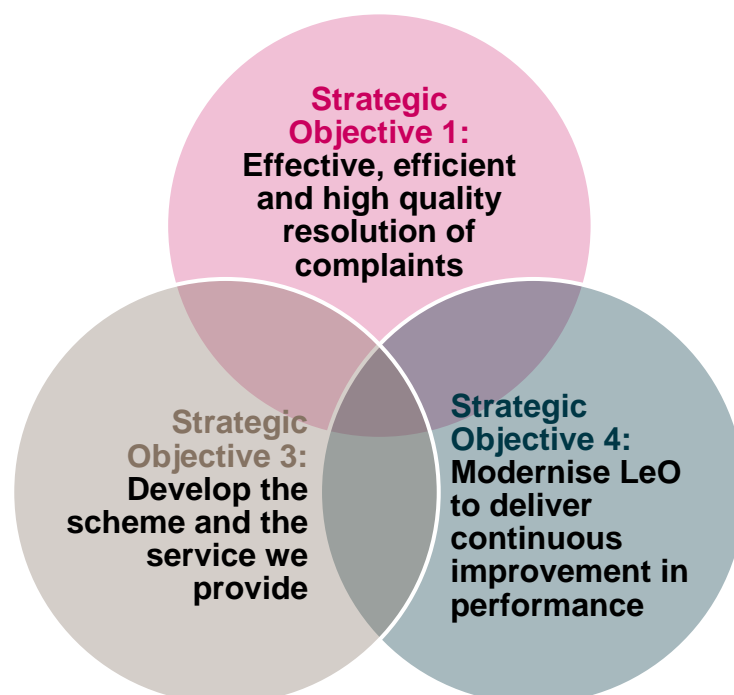 Strategic
Objective 1:
Effective, efficient
and high quality
resolution of
complaints
Strategic
Objective 3:
Develop the
scheme and the
service we
provide
Strategic
Objective 4:
Modernise LeO
to deliver
continuous
improvement in
performance